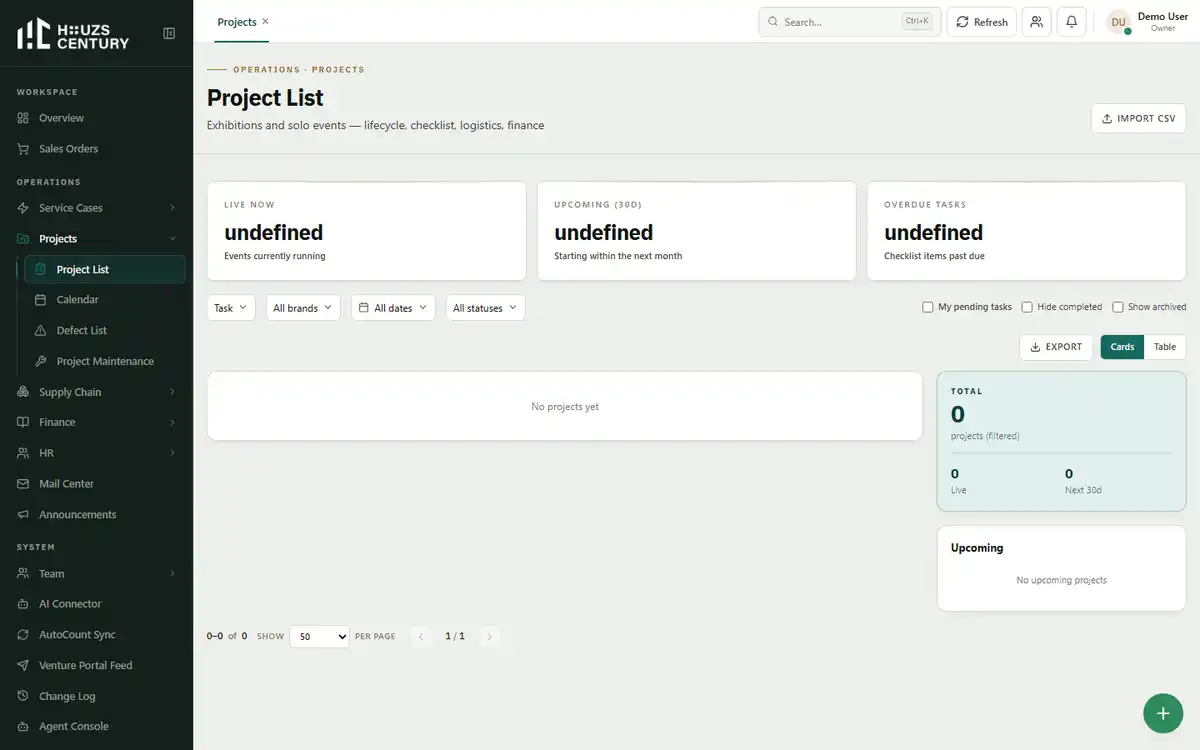 HOUZS
CENTURY
WORKSPACE
Overview
Sales Orders
OPERATIONS
Service Cases
Projects
Project List
Calendar
Defect List
Project Maintenance
Supply Chain
Finance
HR
Mail Center
Announcements
SYSTEM
Team
AI Connector
AutoCount Sync
Venture Portal Feed
Change Log
Agent Console
Projects ×
Search... Ctrl+K
Refresh
DU
Demo User
Owner
OPERATIONS · PROJECTS
Project List
Exhibitions and solo events — lifecycle, checklist, logistics, finance
IMPORT CSV
LIVE NOW
undefined
Events currently running
UPCOMING (30D)
undefined
Starting within the next month
OVERDUE TASKS
undefined
Checklist items past due
Task All brands All dates All statuses
My pending tasks Hide completed Show archived
EXPORT Cards Table
No projects yet
TOTAL
0
projects (filtered)
0 0
Live Next 30d
Upcoming
No upcoming projects
0–0 of 0 SHOW 50 PER PAGE ‹ 1 / 1 ›
+